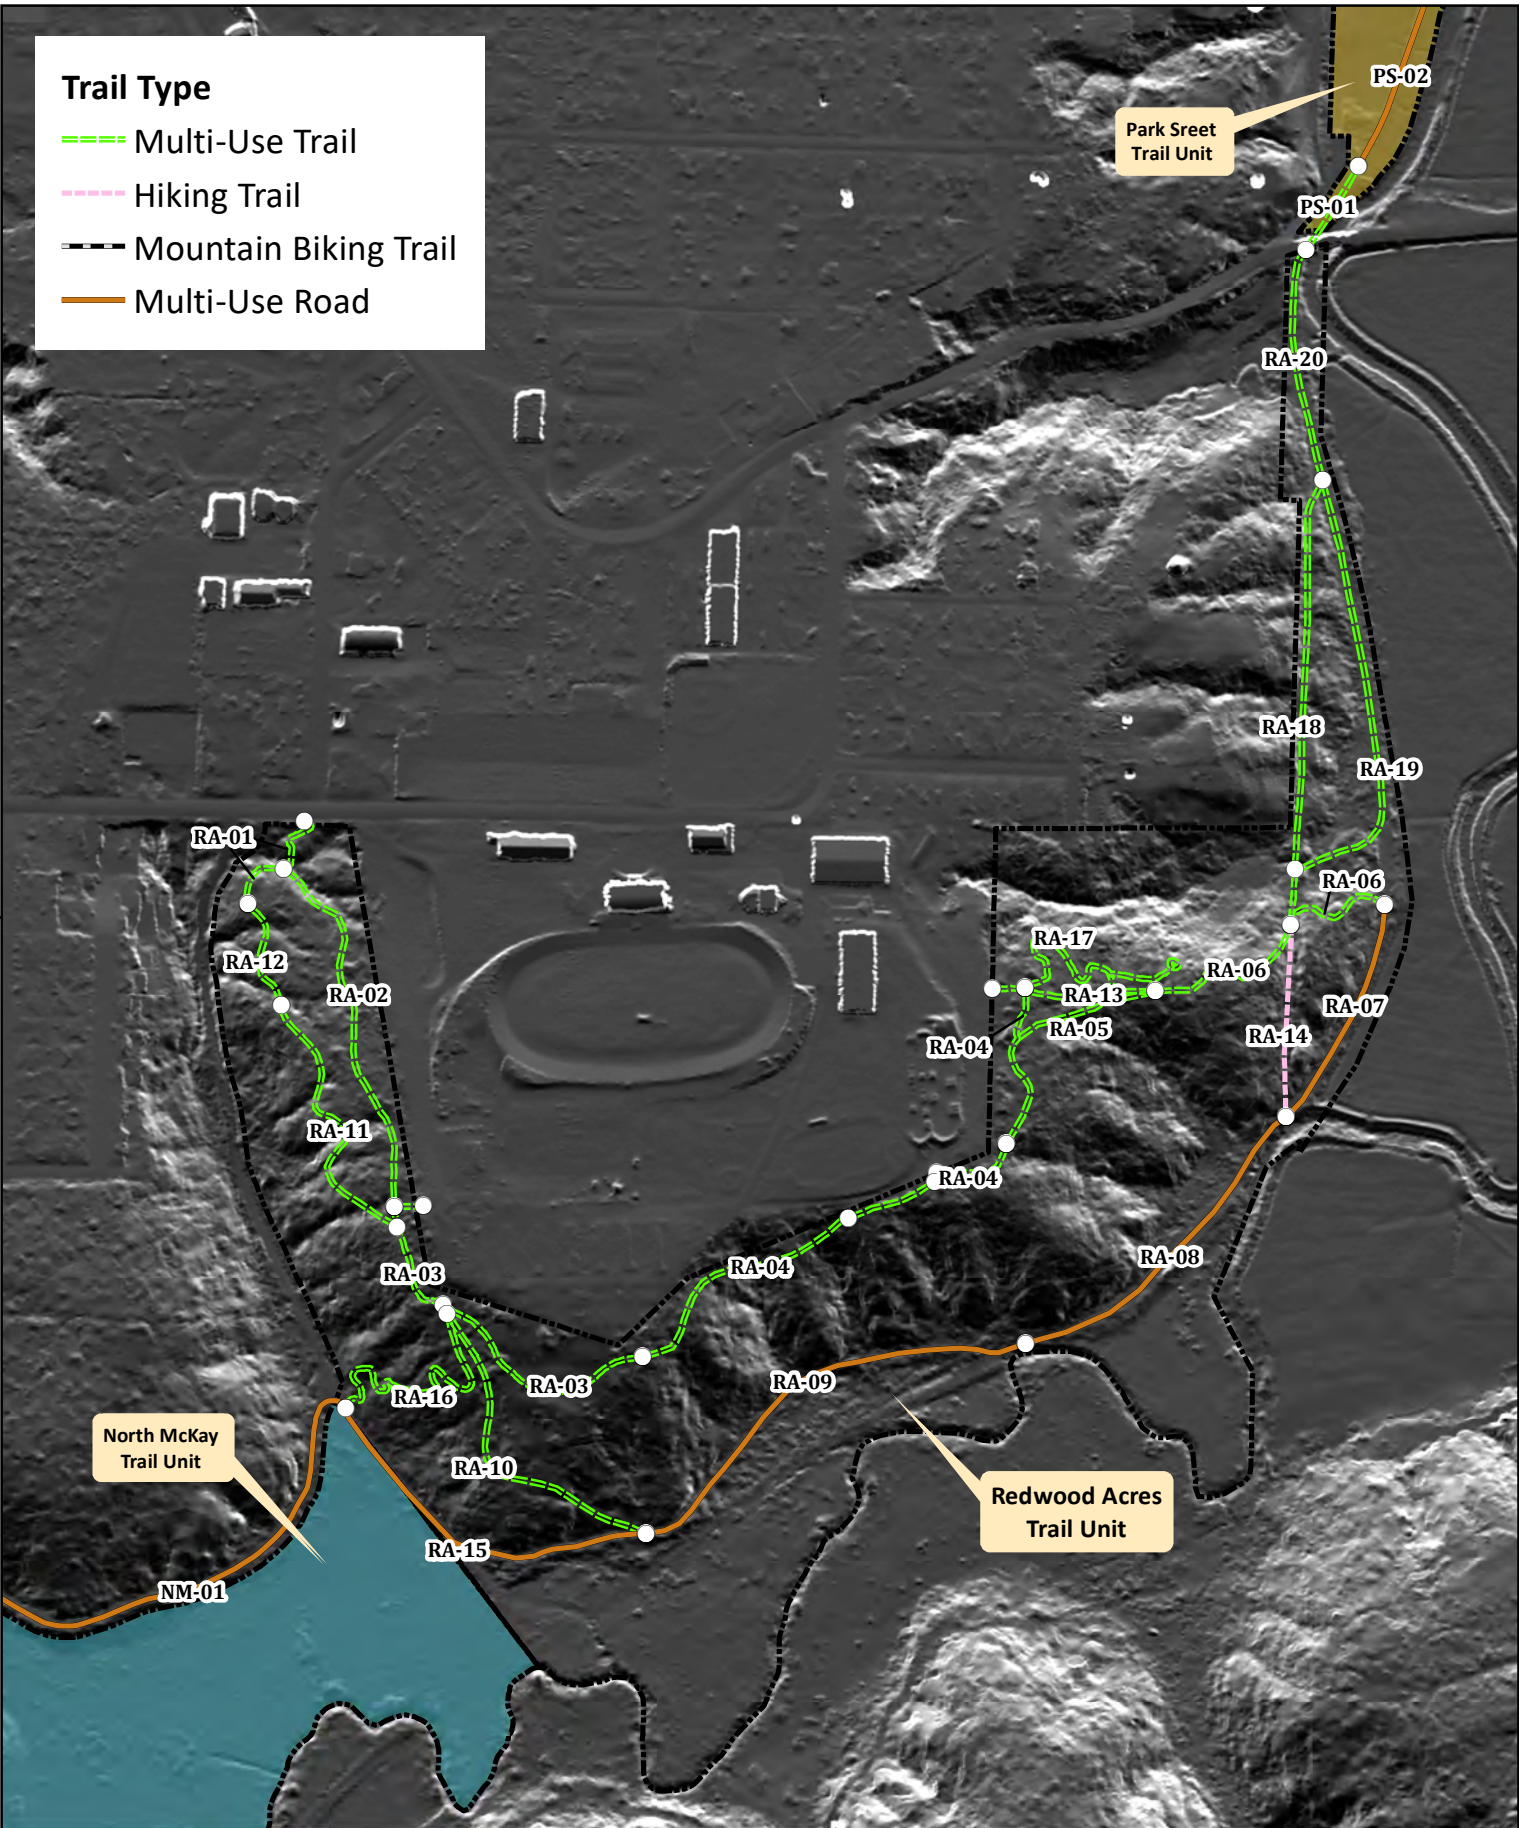 Trail Type
Multi-Use Trail
Hiking Trail
Mountain Biking Trail
Multi-Use Road
PS-02
Park Sreet
Trail Unit
PS-01
RA-20
RA-18
RA-19
RA-01
RA-06
RA-17
RA-12
RA-06
RA-02
RA-13
RA-07
RA-05
RA-14
RA-04
RA-11
RA-04
RA-08
RA-04
RA-03
RA-09
RA-03
RA-16
North McKay
Trail Unit
RA-10
Redwood Acres
Trail Unit
RA-15
NM-01